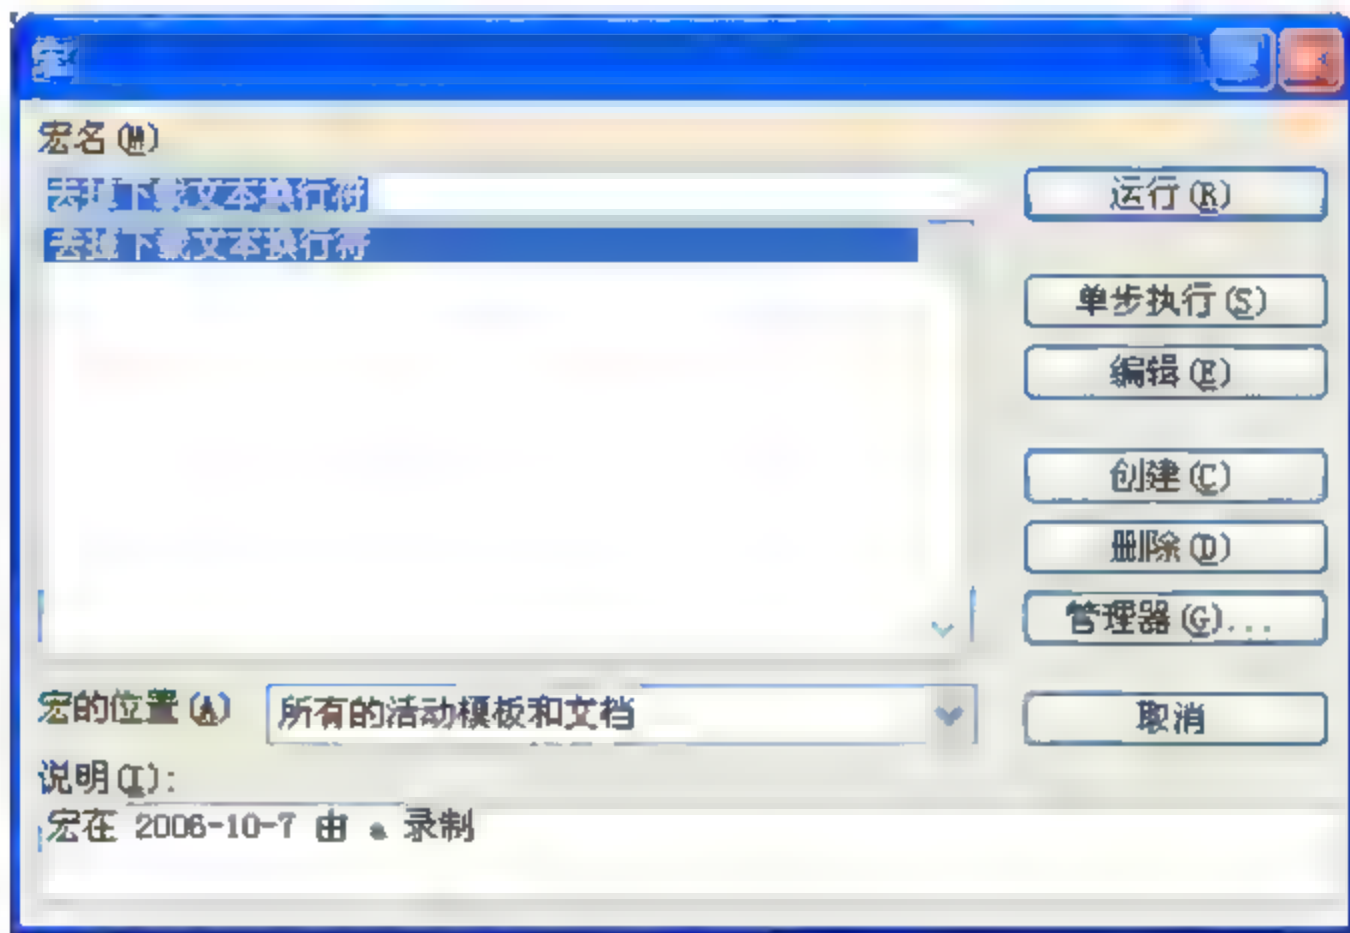 宏
宏名(M)
去掉下载文本换行符
去掉下载文本换行符
运行(R)
单步执行(S)
编辑(E)
创建(C)
删除(D)
管理器(G)...
宏的位置(A)
所有的活动模板和文档
取消
说明(I):
宏在 2006-10-7 由 a 录制